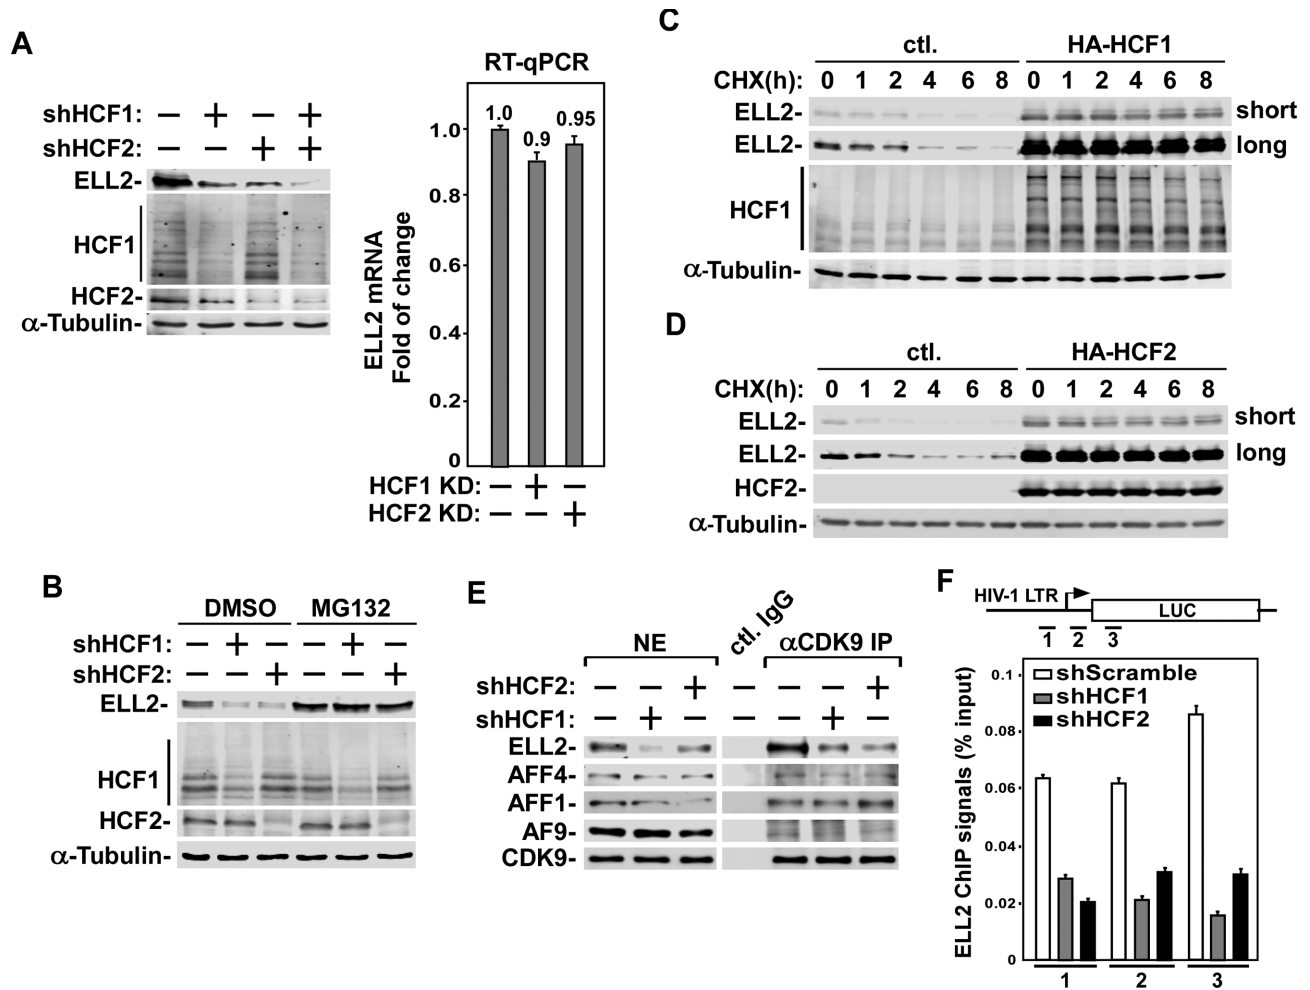 A
RT-qPCR
shHCF1: – + – +
shHCF2: – – + +
ELL2-
HCF1
HCF2-
α-Tubulin-
ELL2 mRNA
Fold of change
1.0
0.8
0.6
0.4
0.2
0
1.0
0.9
0.95
HCF1 KD: – + –
HCF2 KD: – – +
B
DMSO MG132
shHCF1: – + – – + –
shHCF2: – – + – – +
ELL2-
HCF1
HCF2-
α-Tubulin-
C
ctl. HA-HCF1
CHX(h): 0 1 2 4 6 8 0 1 2 4 6 8
ELL2- short
ELL2- long
HCF1
α-Tubulin-
D
ctl. HA-HCF2
CHX(h): 0 1 2 4 6 8 0 1 2 4 6 8
ELL2- short
ELL2- long
HCF2-
α-Tubulin-
E
NE ctl. IgG αCDK9 IP
shHCF2: – – + – – – +
shHCF1: – + – – – + –
ELL2-
AFF4-
AFF1-
AF9-
CDK9-
F
HIV-1 LTR
LUC
1 2 3
ELL2 ChIP signals (% input)
0.1
0.08
0.06
0.04
0.02
0
shScramble
shHCF1
shHCF2
1 2 3